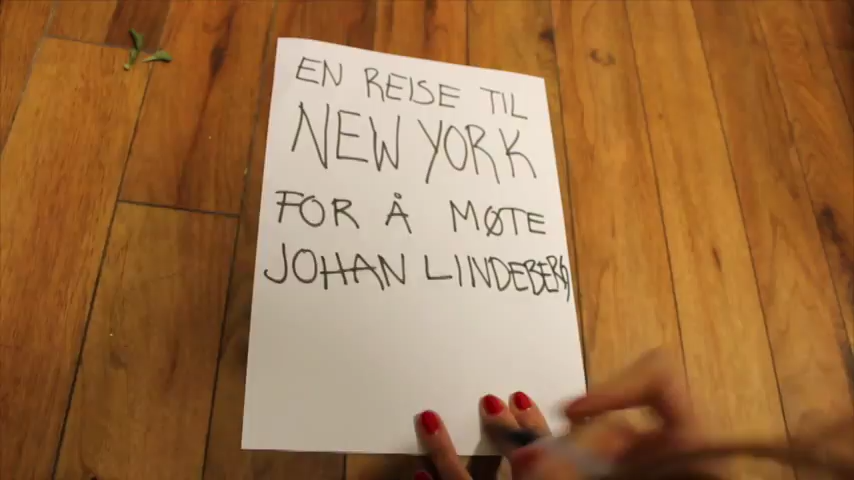 EN REISE TIL
NEW YORK
FOR Å MØTE
JOHAN LINDEBERG